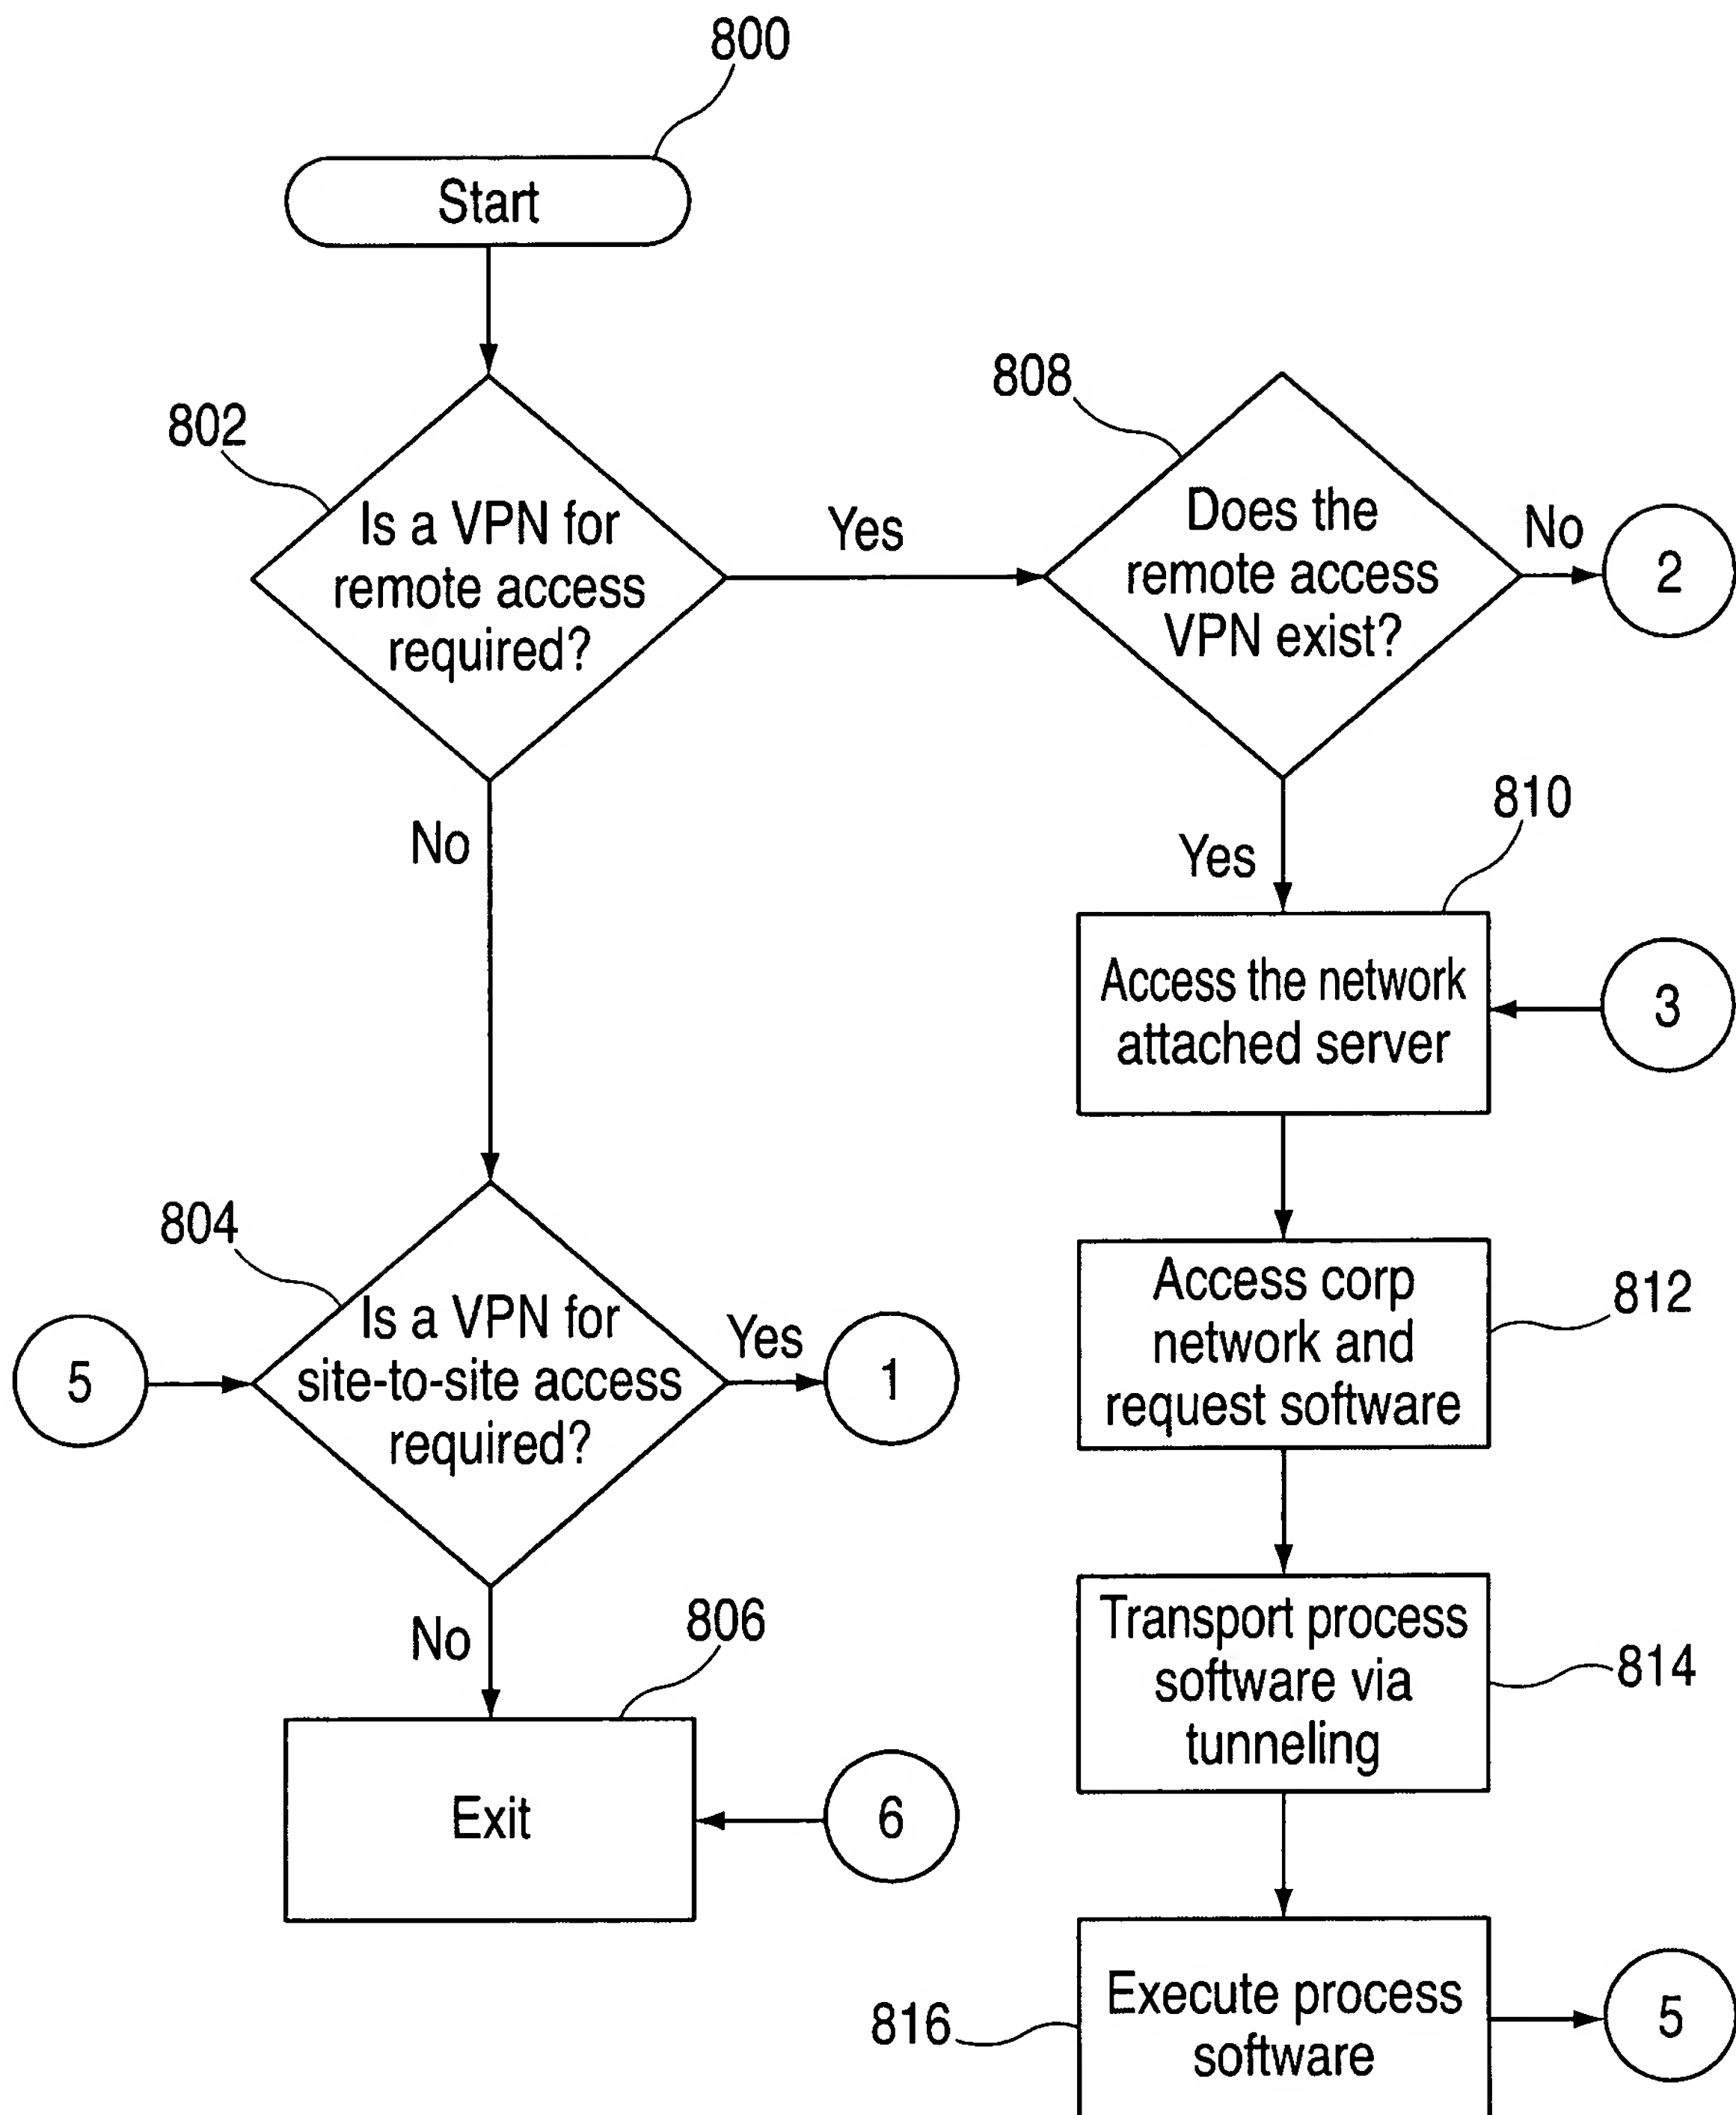 800
Start
802
Is a VPN for
remote access
required?
Yes
808
Does the
remote access
VPN exist?
No
2
No
Yes
810
Access the network
attached server
3
804
5
Is a VPN for
site-to-site access
required?
Yes
1
812
Access corp
network and
request software
No
806
Exit
6
814
Transport process
software via
tunneling
816
Execute process
software
5